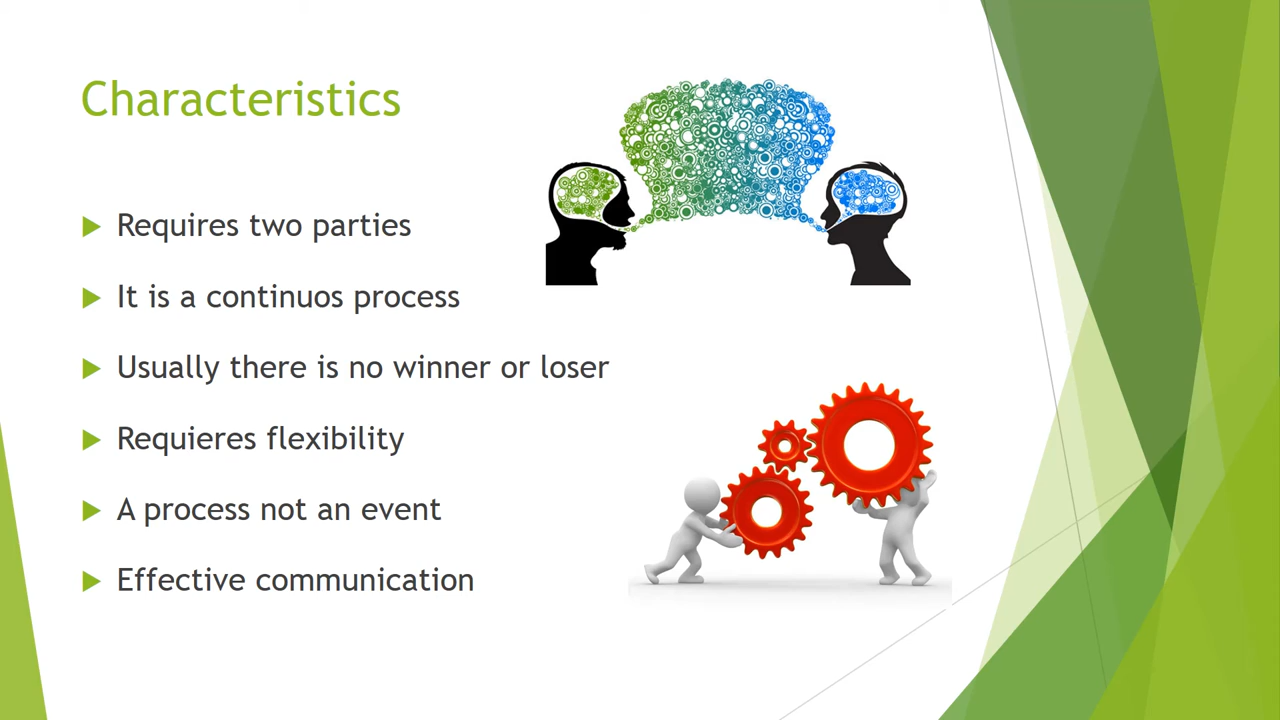 Characteristics
Requires two parties
It is a continuos process
Usually there is no winner or loser
Requieres flexibility
A process not an event
Effective communication